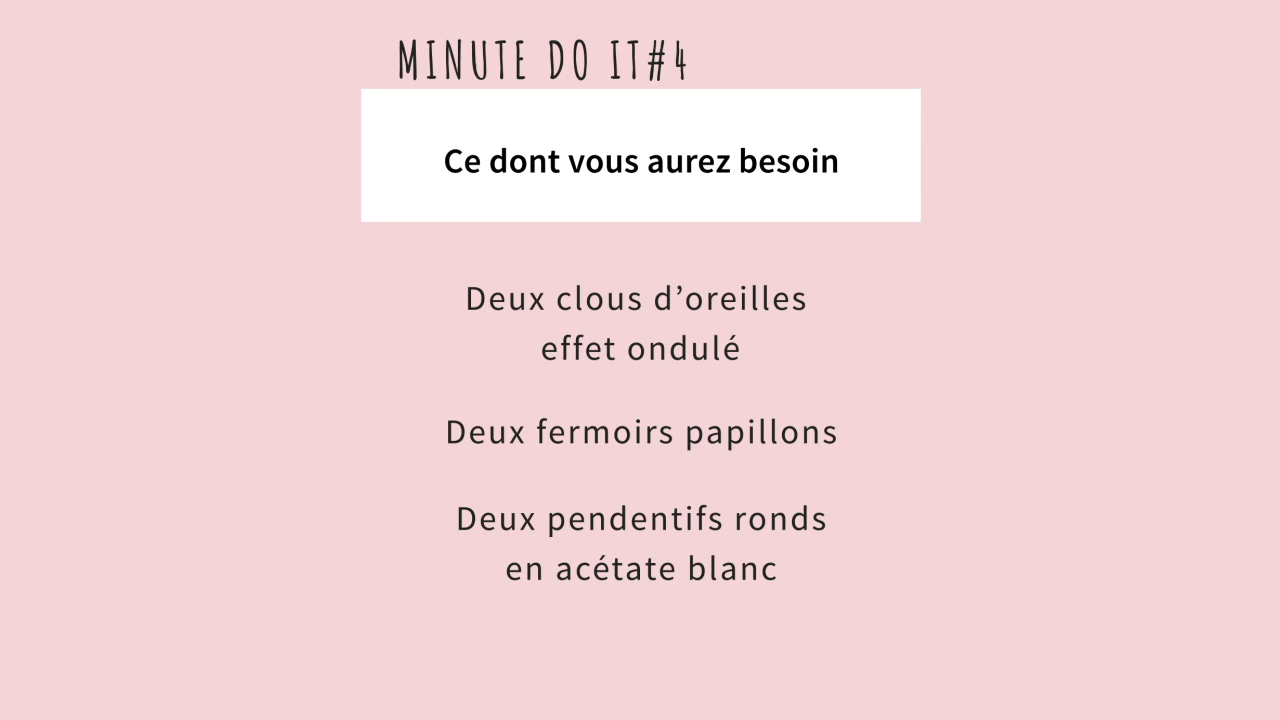 MINUTE DO IT#4
Ce dont vous aurez besoin
Deux clous d’oreilles
effet ondulé
Deux fermoirs papillons
Deux pendentifs ronds
en acétate blanc